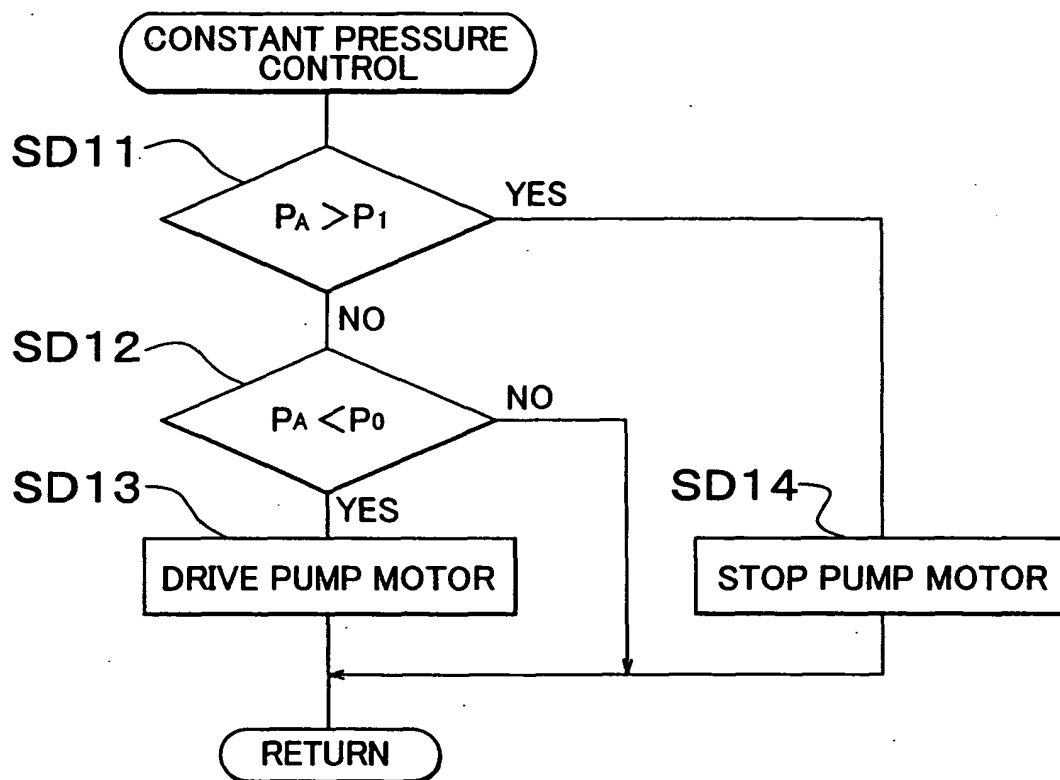 CONSTANT PRESSURE
CONTROL
SD11
PA >P1
YES
NO
SD12
PA <P0
NO
SD13
YES
SD14
DRIVE PUMP MOTOR
STOP PUMP MOTOR
RETURN